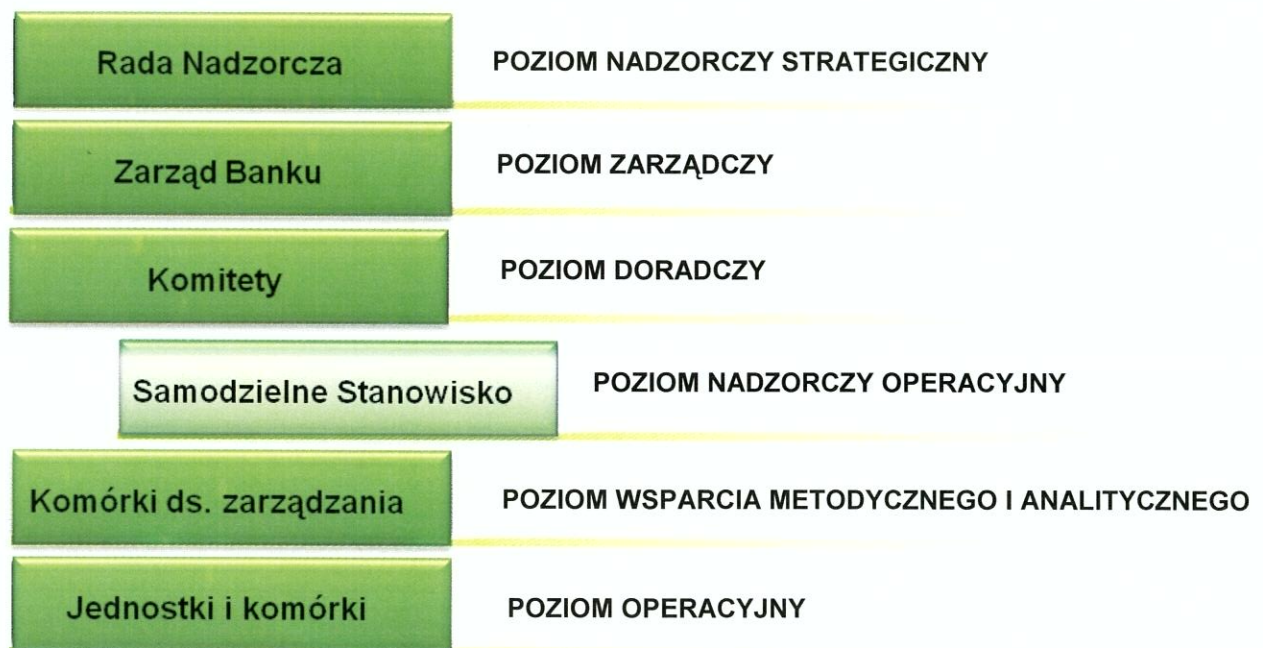 Rada Nadzorcza POZIOM NADZORCZY STRATEGICZNY
Zarząd Banku POZIOM ZARZĄDCZY
Komitety POZIOM DORADCZY
Samodzielne Stanowisko POZIOM NADZORCZY OPERACYJNY
Komórki ds. zarządzania POZIOM WSPARCIA METODYCZNEGO I ANALITYCZNEGO
Jednostki i komórki POZIOM OPERACYJNY